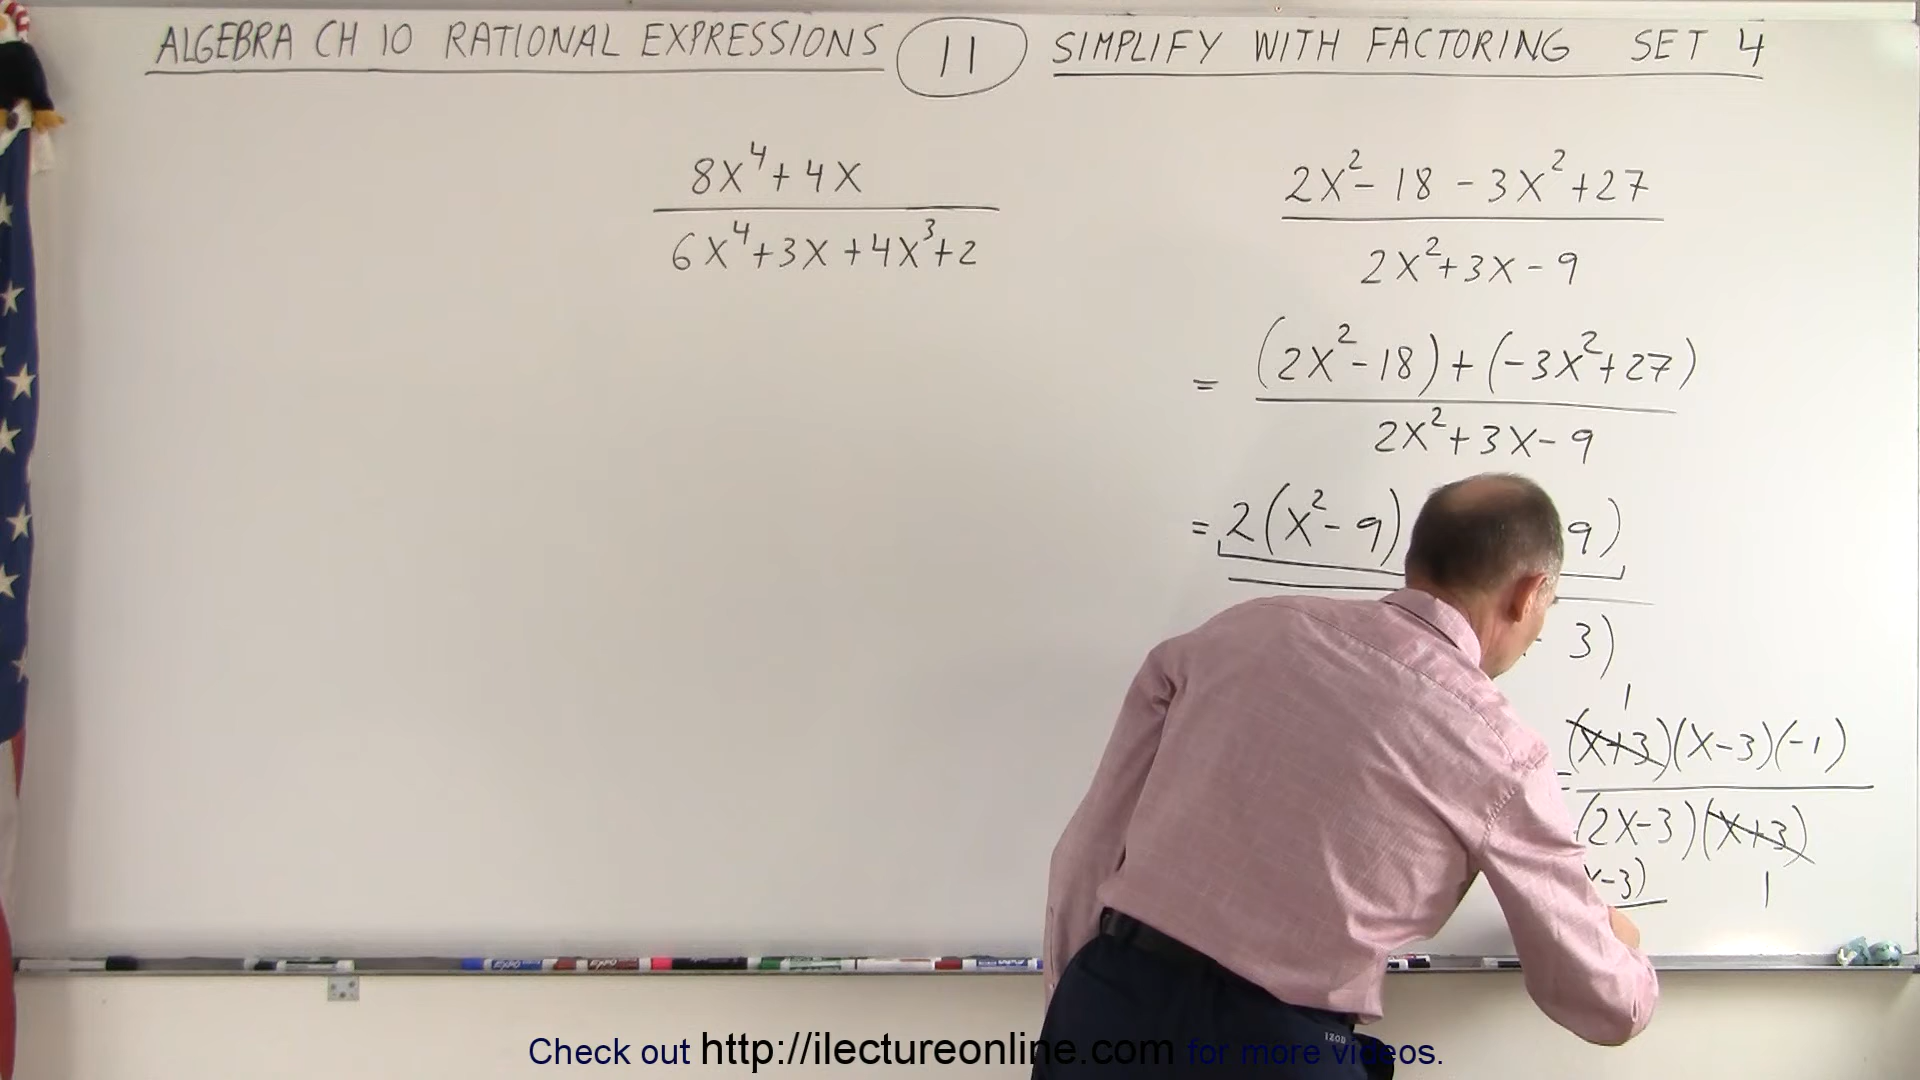 ALGEBRA CH 10 RATIONAL EXPRESSIONS 11 SIMPLIFY WITH FACTORING SET 4
8x⁴+4x
6x⁴+3x+4x³+2
2x²-18-3x²+27
2x²+3x-9
= (2x²-18)+(-3x²+27)
2x²+3x-9
= 2(x²-9) 9)
3)
1
= (x+3)(x-3)(-1)
(2x-3)(x+3)
x-3) 1
IZOD
Check out http://ilectureonline.com for more videos.